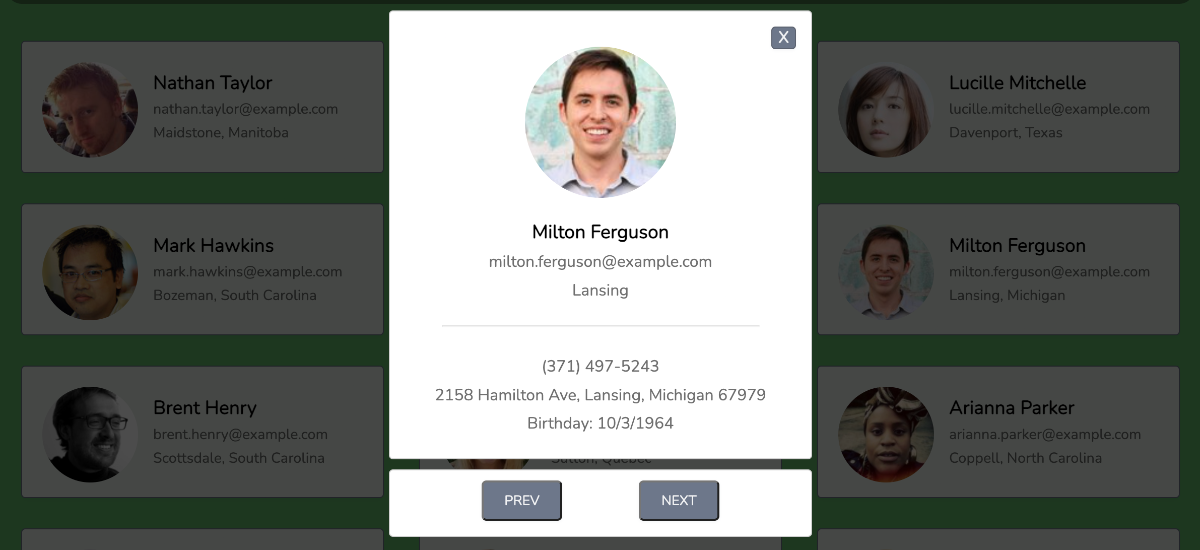 X
Milton Ferguson
milton.ferguson@example.com
Lansing
(371) 497-5243
2158 Hamilton Ave, Lansing, Michigan 67979
Birthday: 10/3/1964
PREV
NEXT
Nathan Taylor
nathan.taylor@example.com
Maidstone, Manitoba
Lucille Mitchelle
lucille.mitchelle@example.com
Davenport, Texas
Mark Hawkins
mark.hawkins@example.com
Bozeman, South Carolina
Milton Ferguson
milton.ferguson@example.com
Lansing, Michigan
Brent Henry
brent.henry@example.com
Scottsdale, South Carolina
Sutton, Quebec
Arianna Parker
arianna.parker@example.com
Coppell, North Carolina